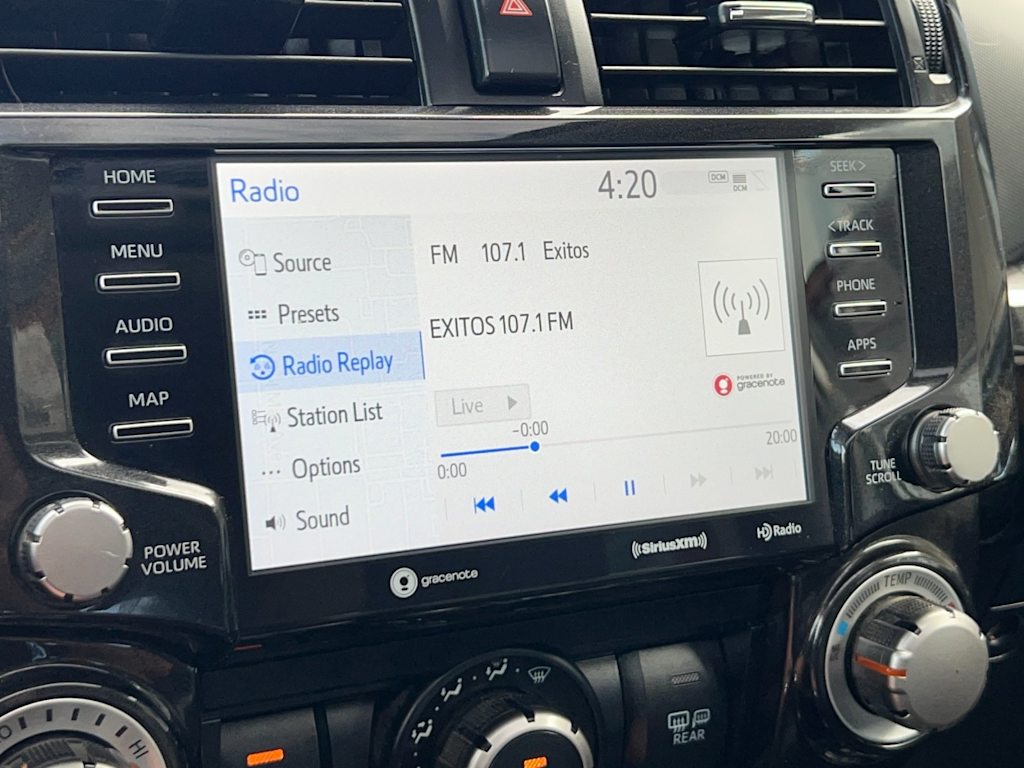 HOME
MENU
AUDIO
MAP
POWER
VOLUME
Radio
4:20
DCM
DCM
Source
Presets
Radio Replay
Station List
Options
Sound
FM 107.1 Exitos
EXITOS 107.1 FM
POWERED BY
gracenote
Live
-0:00
0:00
20:00
gracenote
((SiriusXM))
HD Radio
SEEK >
< TRACK
PHONE
APPS
TUNE
SCROLL
TEMP
HI
REAR